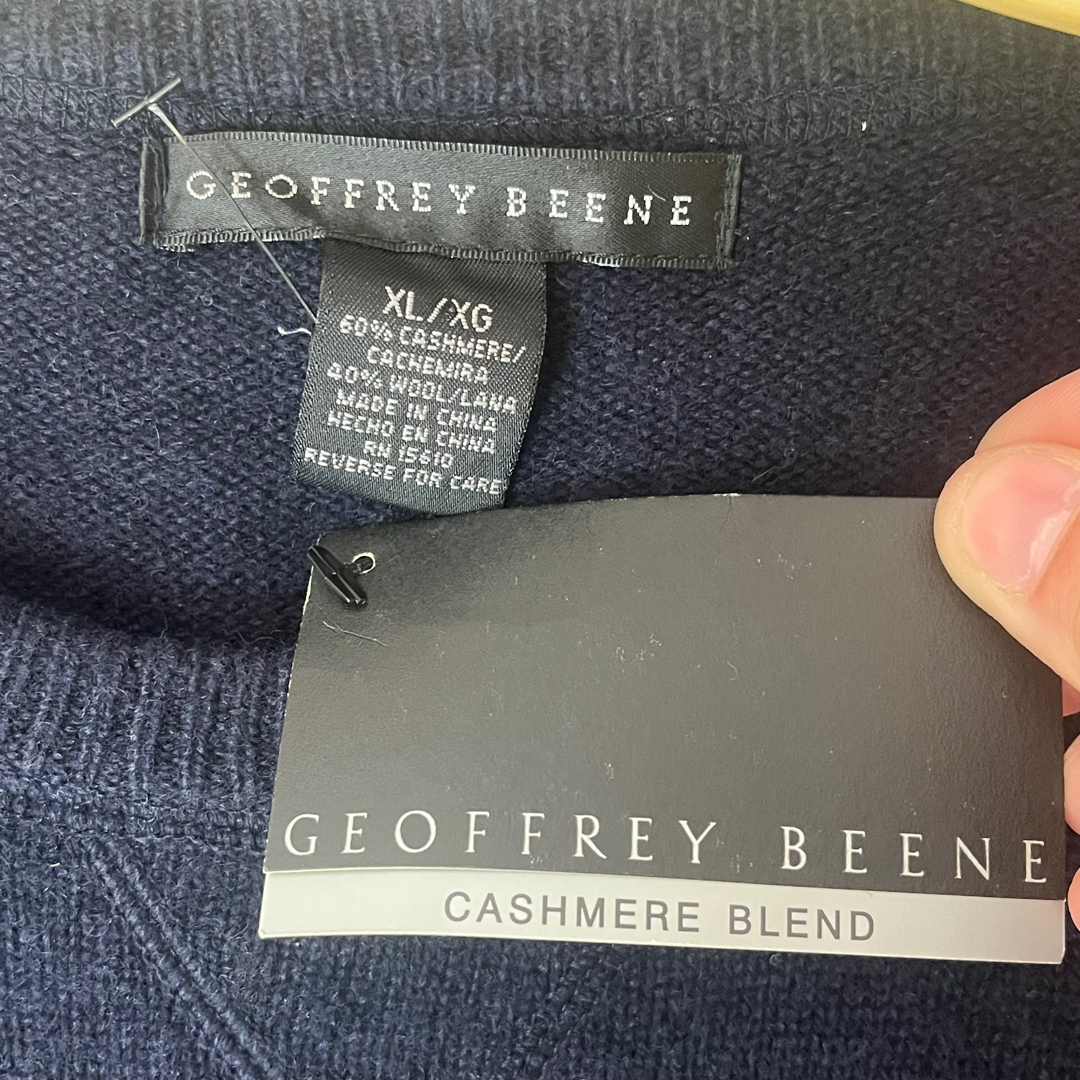 GEOFFREY BEENE
XL/XG
60% CASHMERE/
CACHEMIRA
40% WOOL/LANA
MADE IN CHINA
HECHO EN CHINA
RN 15610
REVERSE FOR CARE
GEOFFREY BEENE
CASHMERE BLEND